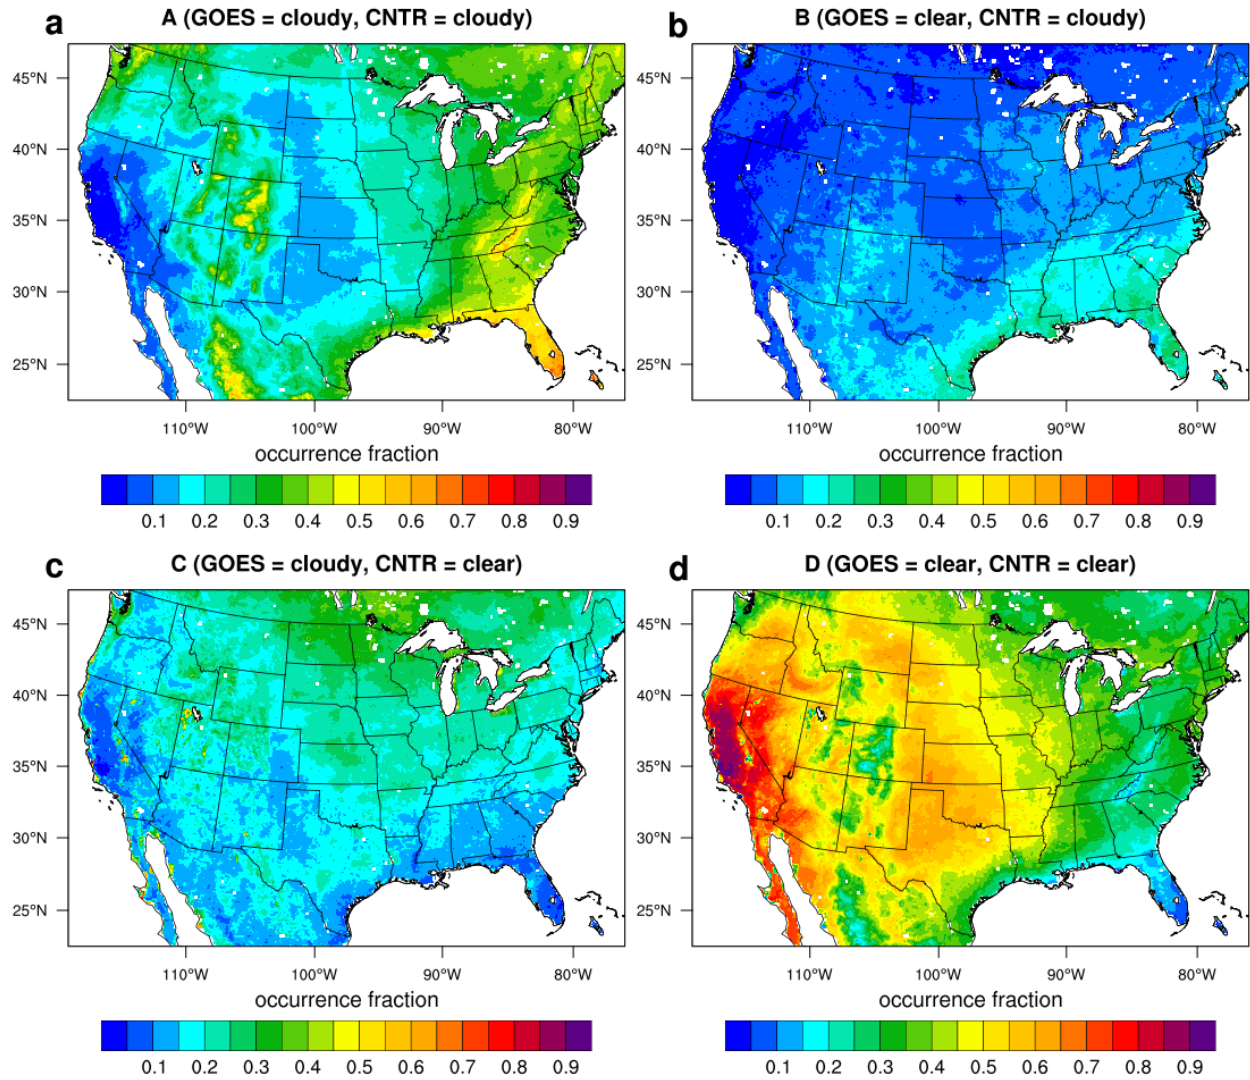 a A (GOES = cloudy, CNTR = cloudy)
b B (GOES = clear, CNTR = cloudy)
45°N
40°N
35°N
30°N
25°N
110°W 100°W 90°W 80°W
occurrence fraction
0.1 0.2 0.3 0.4 0.5 0.6 0.7 0.8 0.9
45°N
40°N
35°N
30°N
25°N
110°W 100°W 90°W 80°W
occurrence fraction
0.1 0.2 0.3 0.4 0.5 0.6 0.7 0.8 0.9
c C (GOES = cloudy, CNTR = clear)
d D (GOES = clear, CNTR = clear)
45°N
40°N
35°N
30°N
25°N
110°W 100°W 90°W 80°W
occurrence fraction
0.1 0.2 0.3 0.4 0.5 0.6 0.7 0.8 0.9
45°N
40°N
35°N
30°N
25°N
110°W 100°W 90°W 80°W
occurrence fraction
0.1 0.2 0.3 0.4 0.5 0.6 0.7 0.8 0.9